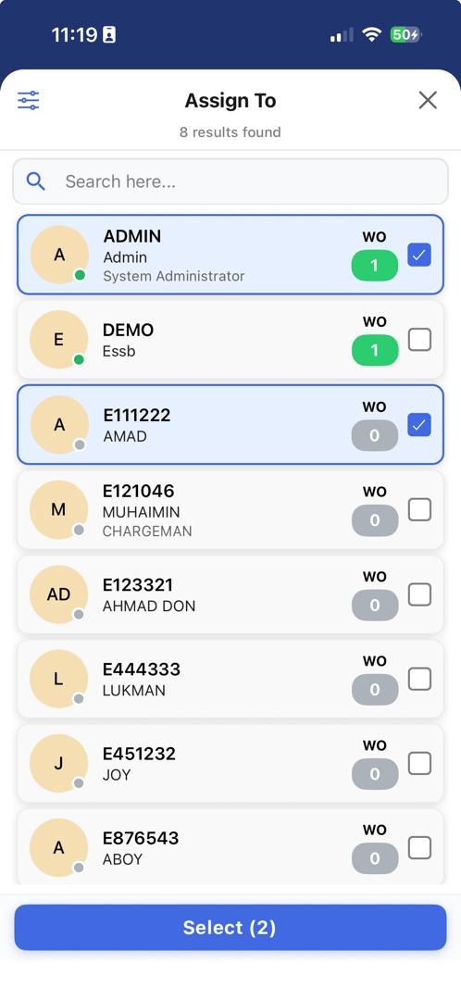 11:19
50
Assign To
8 results found
Search here...
A
ADMIN
Admin
System Administrator
WO
1
E
DEMO
Essb
WO
1
A
E111222
AMAD
WO
0
M
E121046
MUHAIMIN
CHARGEMAN
WO
0
AD
E123321
AHMAD DON
WO
0
L
E444333
LUKMAN
WO
0
J
E451232
JOY
WO
0
A
E876543
ABOY
WO
0
Select (2)